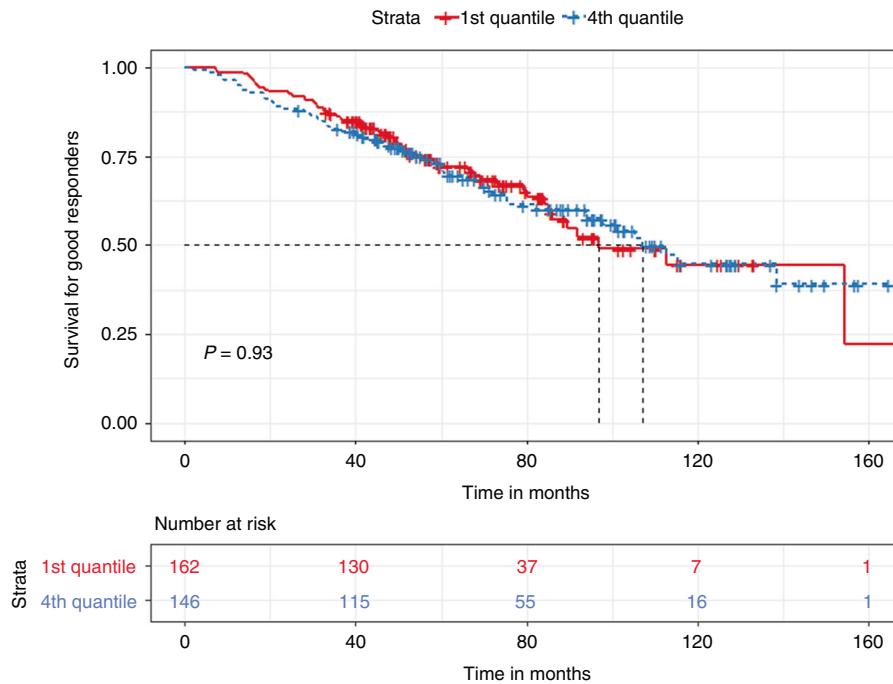 Strata 1st quantile 4th quantile
1.00
0.75
0.50
0.25
0.00
Survival for good responders
P = 0.93
0 40 80 120 160
Time in months
Number at risk
Strata
1st quantile 162 130 37 7 1
4th quantile 146 115 55 16 1
0 40 80 120 160
Time in months